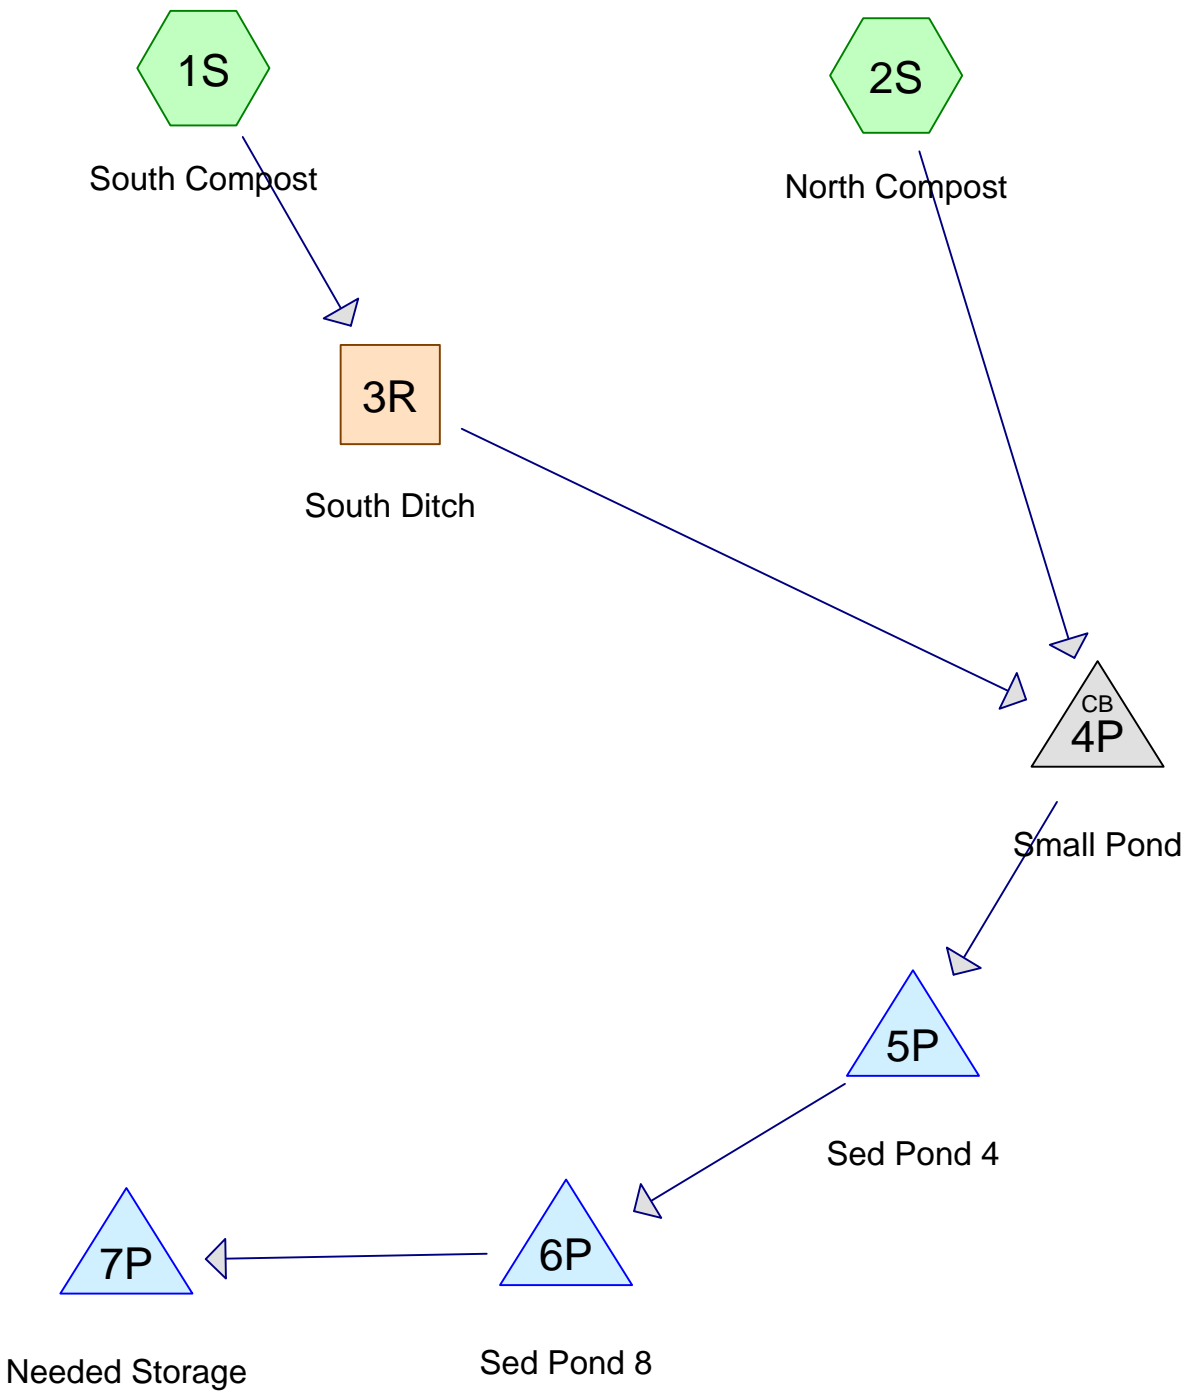 1S
South Compost
2S
North Compost
3R
South Ditch
CB
4P
Small Pond
5P
Sed Pond 4
6P
Sed Pond 8
7P
Needed Storage